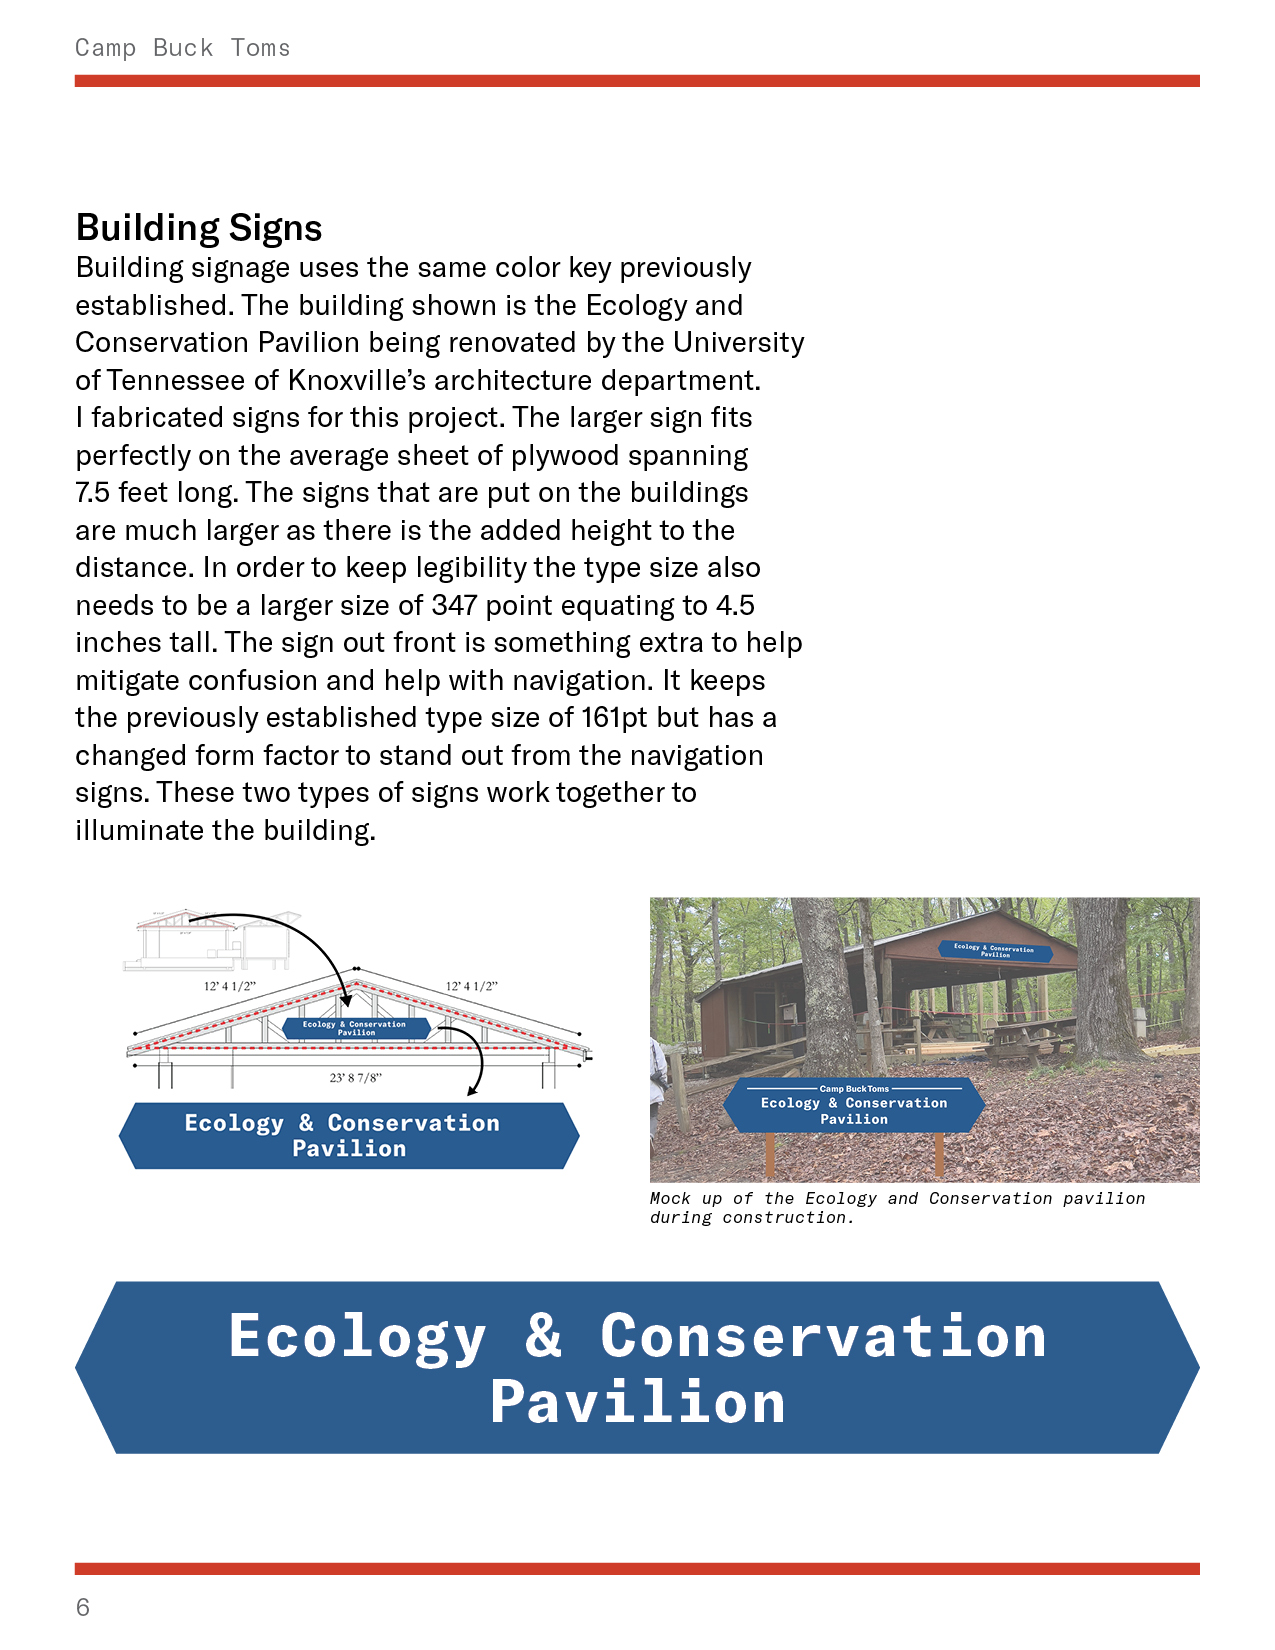 Camp Buck Toms
Building Signs
Building signage uses the same color key previously
established. The building shown is the Ecology and
Conservation Pavilion being renovated by the University
of Tennessee of Knoxville’s architecture department.
I fabricated signs for this project. The larger sign fits
perfectly on the average sheet of plywood spanning
7.5 feet long. The signs that are put on the buildings
are much larger as there is the added height to the
distance. In order to keep legibility the type size also
needs to be a larger size of 347 point equating to 4.5
inches tall. The sign out front is something extra to help
mitigate confusion and help with navigation. It keeps
the previously established type size of 161pt but has a
changed form factor to stand out from the navigation
signs. These two types of signs work together to
illuminate the building.
12’ 4 1/2”
12’ 4 1/2”
Ecology & Conservation
Pavilion
23’ 8 7/8”
Ecology & Conservation
Pavilion
Ecology & Conservation
Pavilion
Camp Buck Toms
Ecology & Conservation
Pavilion
Mock up of the Ecology and Conservation pavilion
during construction.
Ecology & Conservation
Pavilion
6